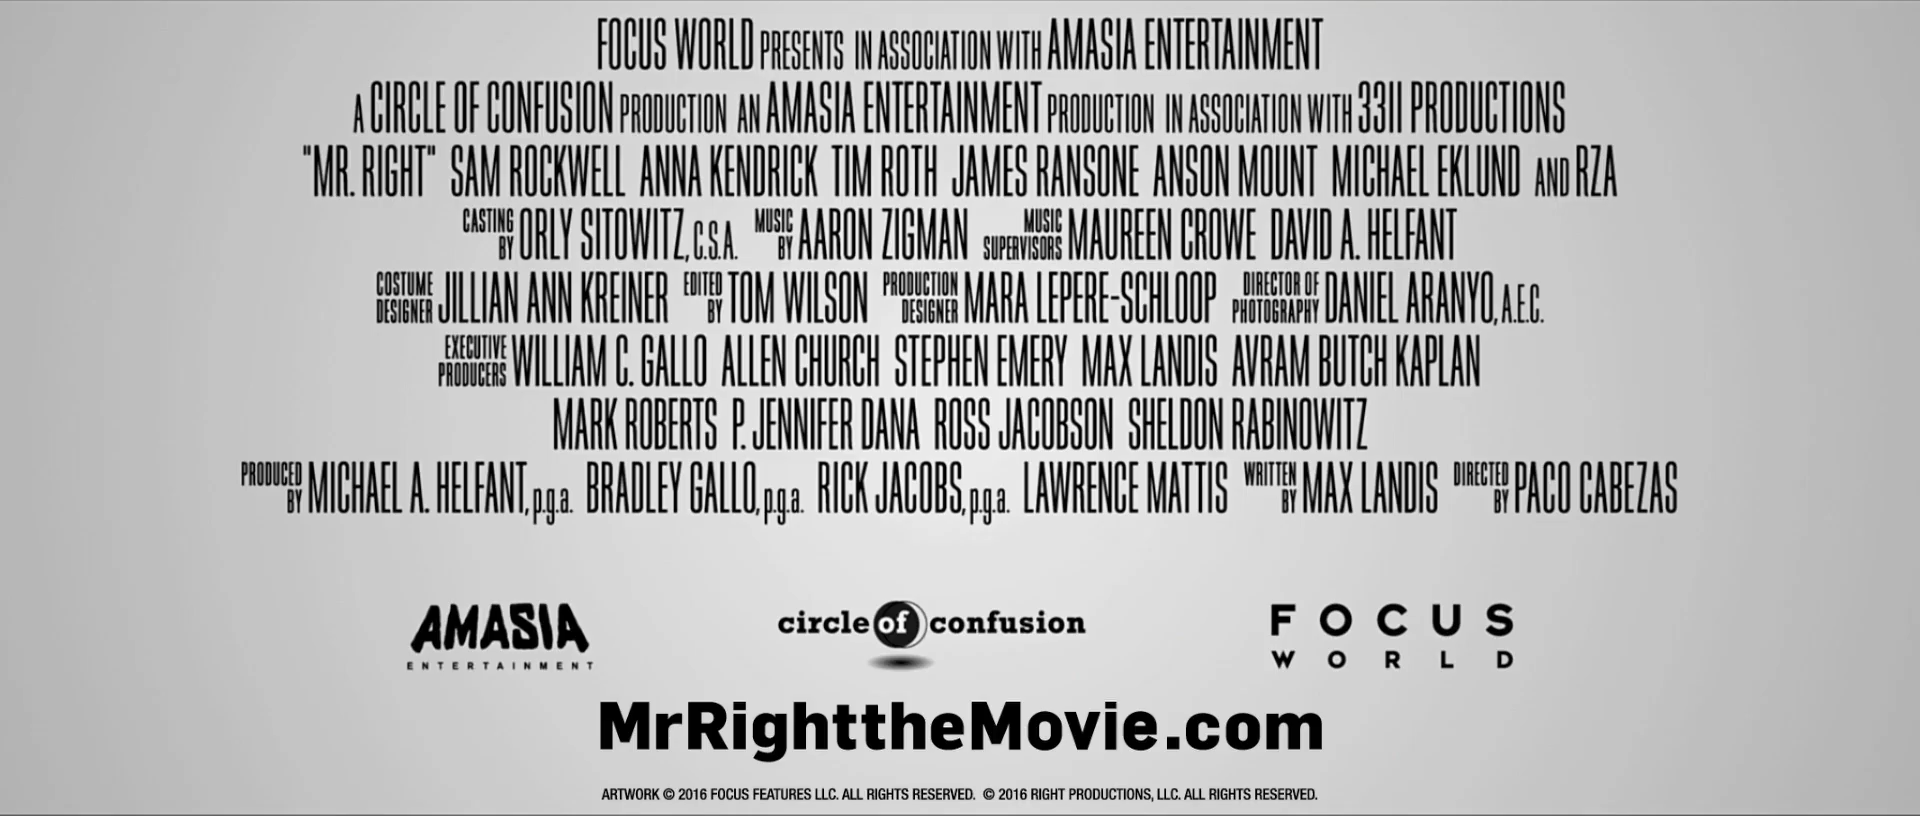 FOCUS WORLD PRESENTS IN ASSOCIATION WITH AMASIA ENTERTAINMENT
A CIRCLE OF CONFUSION PRODUCTION AN AMASIA ENTERTAINMENT PRODUCTION IN ASSOCIATION WITH 3311 PRODUCTIONS
"MR. RIGHT" SAM ROCKWELL ANNA KENDRICK TIM ROTH JAMES RANSONE ANSON MOUNT MICHAEL EKLUND AND RZA
CASTING BY ORLY SITOWITZ, C.S.A. MUSIC BY AARON ZIGMAN MUSIC SUPERVISORS MAUREEN CROWE DAVID A. HELFANT
COSTUME DESIGNER JILLIAN ANN KREINER EDITED BY TOM WILSON PRODUCTION DESIGNER MARA LEPERE-SCHLOOP DIRECTOR OF PHOTOGRAPHY DANIEL ARANYO, A.E.C.
EXECUTIVE PRODUCERS WILLIAM C. GALLO ALLEN CHURCH STEPHEN EMERY MAX LANDIS AVRAM BUTCH KAPLAN
MARK ROBERTS P. JENNIFER DANA ROSS JACOBSON SHELDON RABINOWITZ
PRODUCED BY MICHAEL A. HELFANT, p.g.a. BRADLEY GALLO, p.g.a. RICK JACOBS, p.g.a. LAWRENCE MATTIS WRITTEN BY MAX LANDIS DIRECTED BY PACO CABEZAS
AMASIA ENTERTAINMENT
circle of confusion
FOCUS WORLD
MrRighttheMovie.com
ARTWORK © 2016 FOCUS FEATURES LLC. ALL RIGHTS RESERVED. © 2016 RIGHT PRODUCTIONS, LLC. ALL RIGHTS RESERVED.